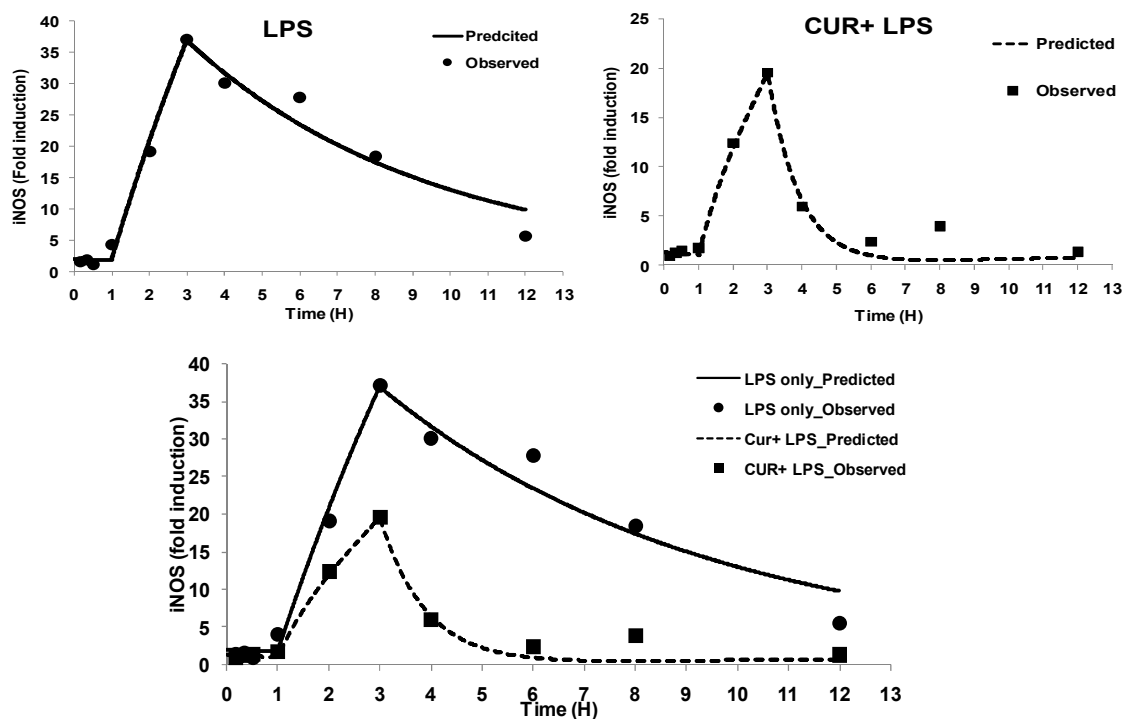 LPS
Predcited
Observed
iNOS (Fold induction)
40
35
30
25
20
15
10
5
0
0 1 2 3 4 5 6 7 8 9 10 11 12 13
Time (H)
CUR+ LPS
Predicted
Observed
iNOS (fold induction)
25
20
15
10
5
0
0 1 2 3 4 5 6 7 8 9 10 11 12 13
Time (H)
LPS only_Predicted
LPS only_Observed
Cur+ LPS_Predicted
CUR+ LPS_Observed
iNOS (fold induction)
40
35
30
25
20
15
10
5
0
0 1 2 3 4 5 6 7 8 9 10 11 12 13
Time (H)